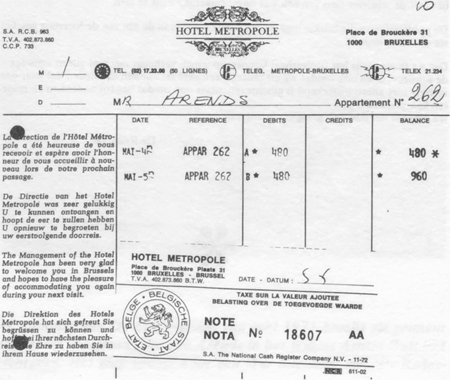 10
S.A. R.C.B. 963
T.V.A. 402.873.860
C.C.P. 733
HOTEL METROPOLE
Place de Brouckère 31
1000 BRUXELLES
M
E
D
TEL. (02) 17.23.00 (50 LIGNES)
TELEG. METROPOLE-BRUXELLES
TELEX 21.234
MR ARENDS
Appartement N° 262
DATE REFERENCE DEBITS CREDITS BALANCE
MAI-4 APPAR 262 A * 480 480 *
MAI-5 APPAR 262 B * 480 960
La Direction de l'Hôtel Métro-
pole a été heureuse de vous
recevoir et espère avoir l'hon-
neur de vous accueillir à nou-
veau lors de votre prochain
passage.
De Directie van het Hotel
Metropole was zeer gelukkig
U te kunnen ontvangen en
hoopt de eer te zullen hebben
U opnieuw te begroeten bij
uw eerstvolgende doorreis.
The Management of the Hotel
Metropole has been very glad
to welcome you in Brussels
and hopes to have the pleasure
of accommodating you again
during your next visit.
Die Direktion des Hotels
Metropole hat sich gefreut Sie
begrüssen zu können und
hofft bei Ihrer nächsten Durch-
reise die Ehre zu haben Sie in
ihrem Hause wiederzusehen.
HOTEL METROPOLE
Place de Brouckère Plaats 31
1000 BRUXELLES - BRUSSEL
T.V.A. 402.873.860 B.T.W.
DATE - DATUM : 5 5
ETAT BELGE · BELGISCHE STAAT
TAXE SUR LA VALEUR AJOUTEE
BELASTING OVER DE TOEGEVOEGDE WAARDE
NOTE
NOTA
N° 18607 AA
S.A. The National Cash Register Company N.V. - 11-72
NCR 611-02